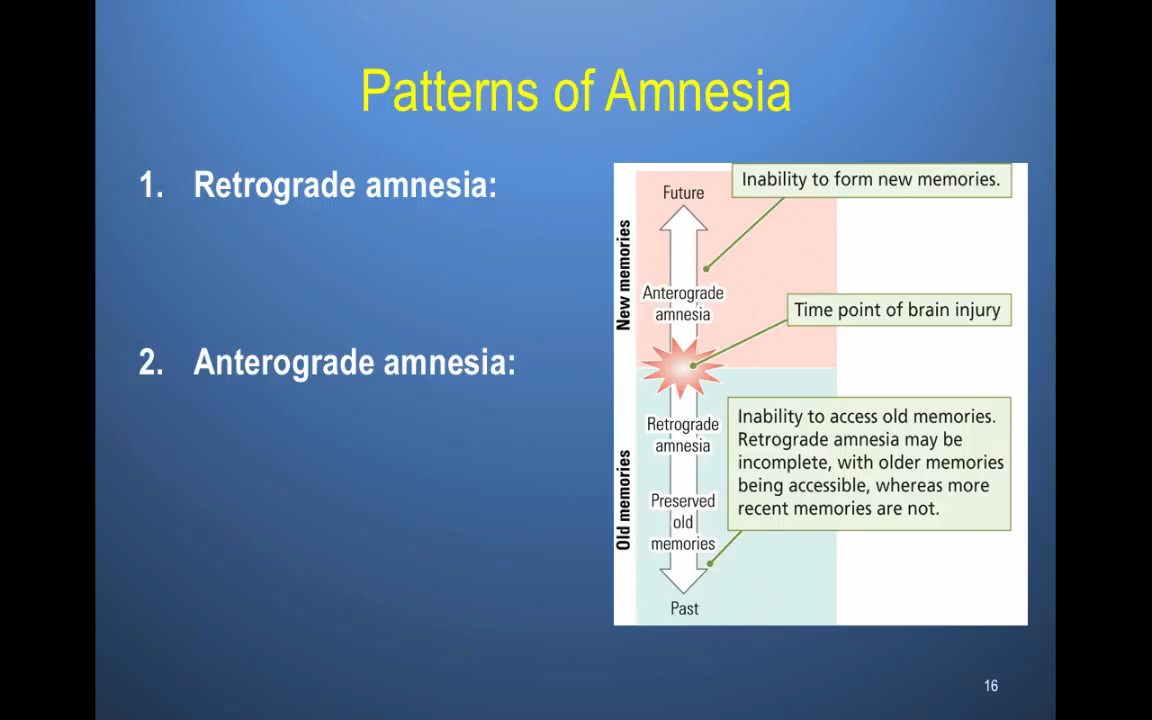 Patterns of Amnesia
1. Retrograde amnesia:
2. Anterograde amnesia:
Inability to form new memories.
Future
New memories
Anterograde
amnesia
Time point of brain injury
Retrograde
amnesia
Inability to access old memories.
Retrograde amnesia may be
incomplete, with older memories
being accessible, whereas more
recent memories are not.
Old memories
Preserved
old
memories
Past
16